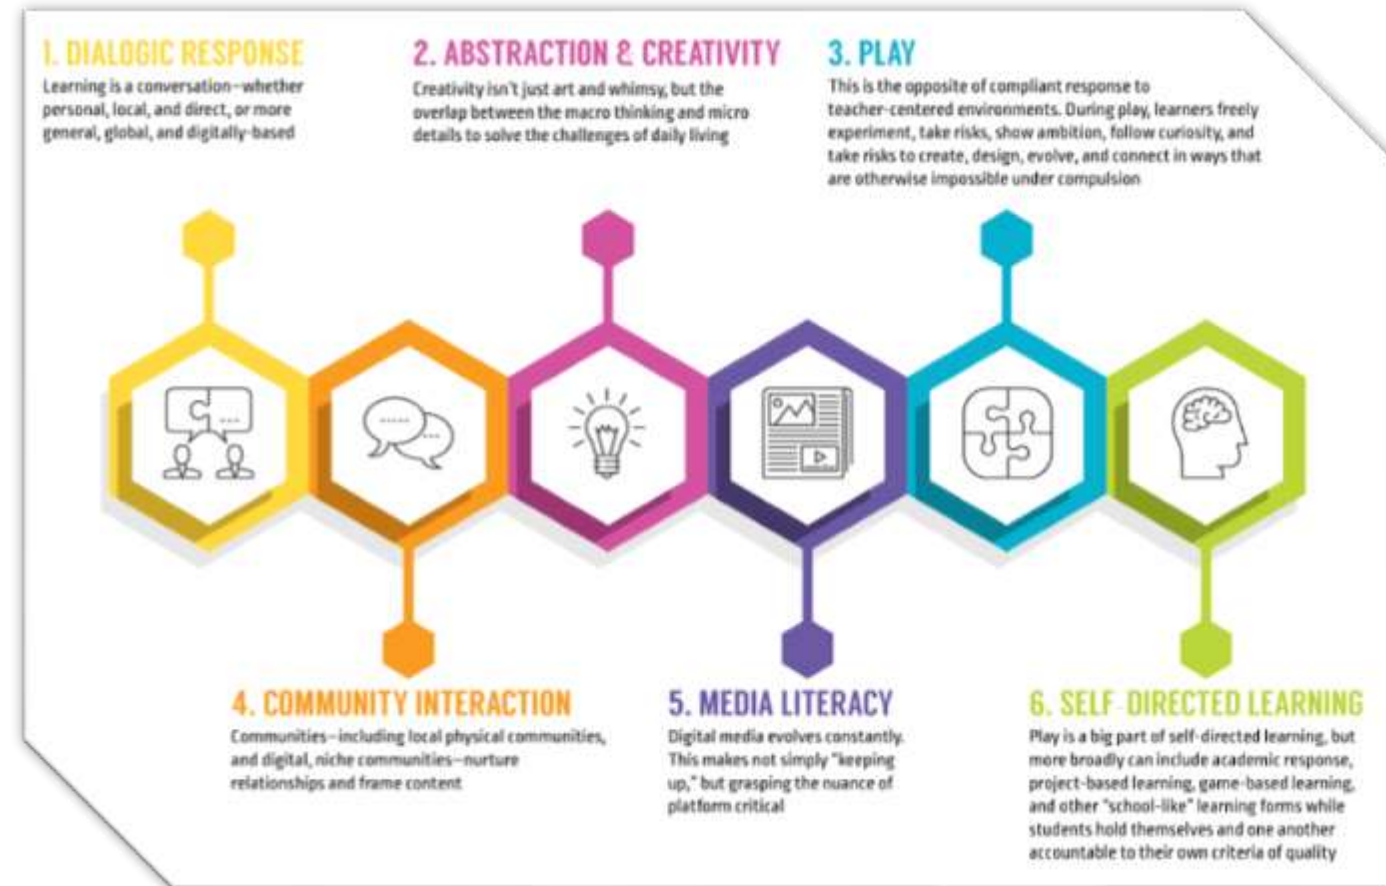 1. DIALOGIC RESPONSE
Learning is a conversation—whether
personal, local, and direct, or more
general, global, and digitally-based
2. ABSTRACTION & CREATIVITY
Creativity isn't just art and whimsy, but the
overlap between the macro thinking and micro
details to solve the challenges of daily living
3. PLAY
This is the opposite of compliant response to
teacher-centered environments. During play, learners freely
experiment, take risks, show ambition, follow curiosity, and
take risks to create, design, evolve, and connect in ways that
are otherwise impossible under compulsion
4. COMMUNITY INTERACTION
Communities—including local physical communities,
and digital, niche communities—nurture
relationships and frame content
5. MEDIA LITERACY
Digital media evolves constantly.
This makes not simply "keeping
up," but grasping the nuance of
platform critical
6. SELF-DIRECTED LEARNING
Play is a big part of self-directed learning, but
more broadly can include academic response,
project-based learning, game-based learning,
and other "school-like" learning forms while
students hold themselves and one another
accountable to their own criteria of quality